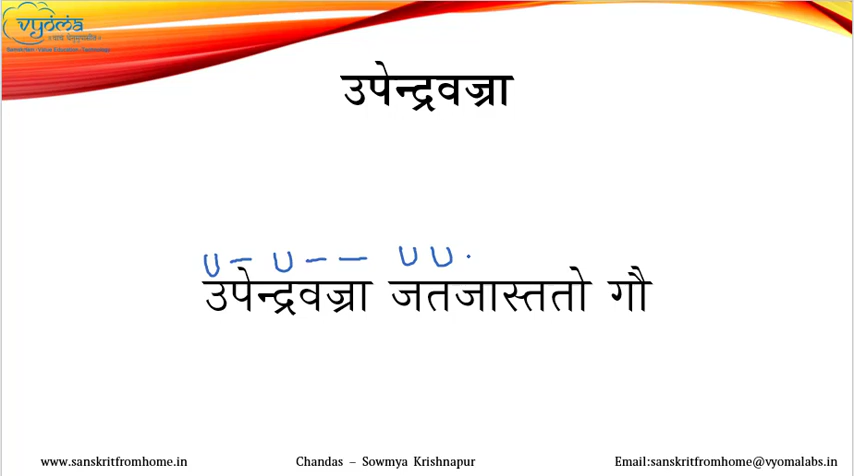 vyoma
उपेन्द्रवज्रा
U – U – – U U .
उपेन्द्रवज्रा जतजास्ततो गौ
www.sanskritfromhome.in Chandas – Sowmya Krishnapur Email:sanskritfromhome@vyomalabs.in